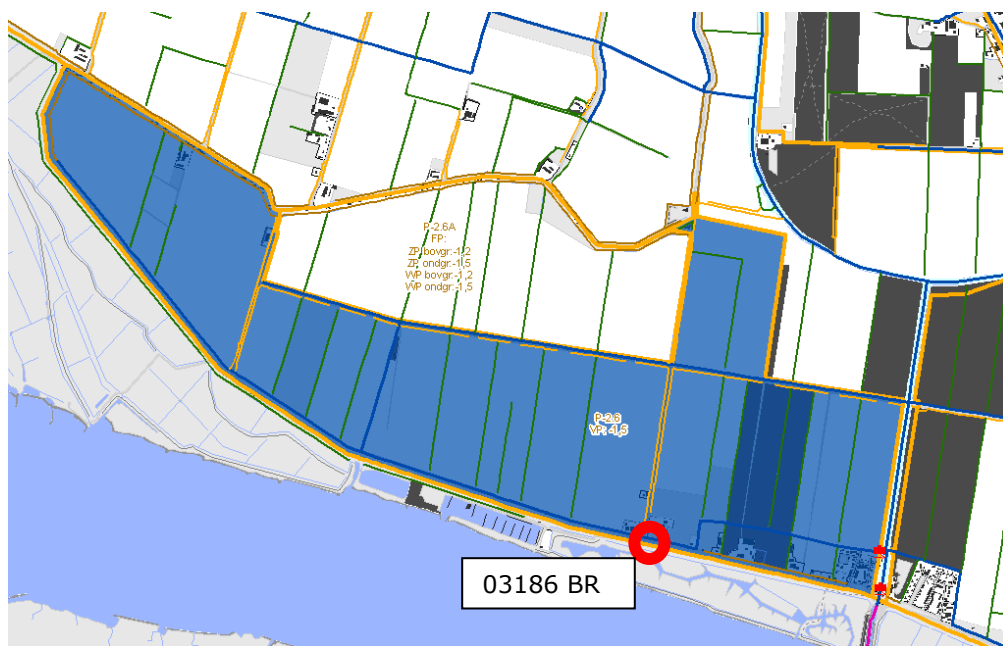 P-2.6A
FP:
ZP bovgr:-1,2
ZP ondgr:-1,5
WP bovgr:-1,2
WP ondgr:-1,5
P-2.6
VP: -1,5
03186 BR